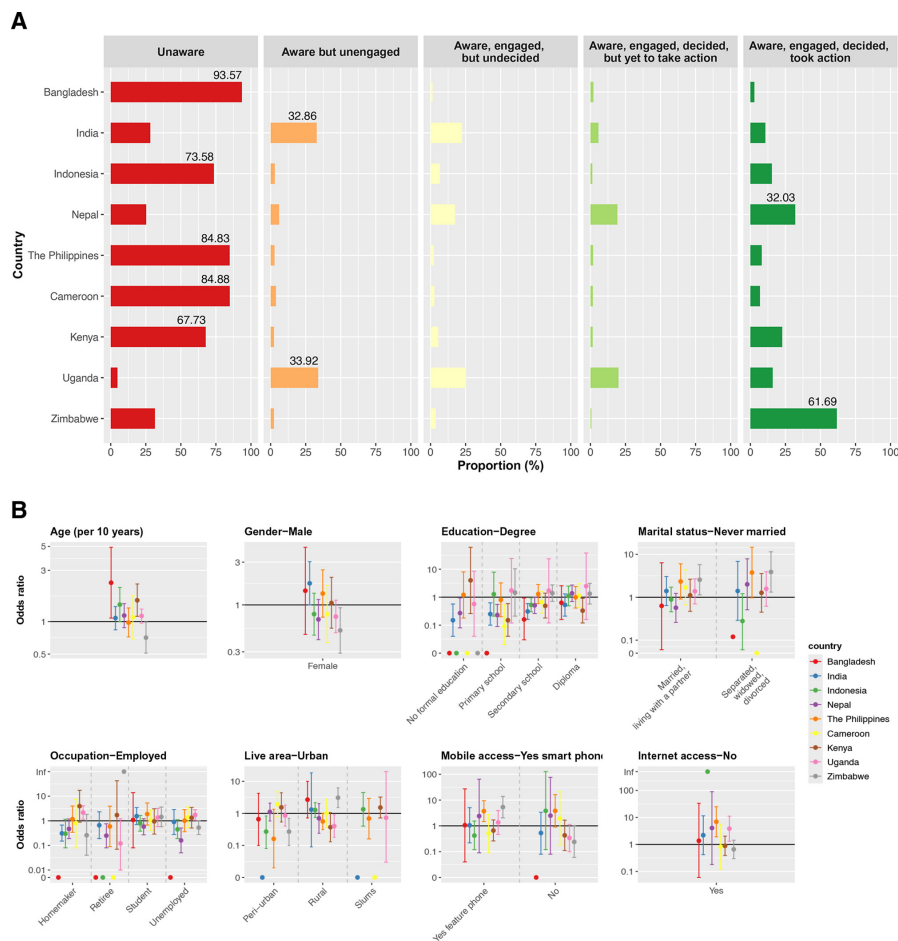 A
Unaware
Aware but unengaged
Aware, engaged,
but undecided
Aware, engaged, decided,
but yet to take action
Aware, engaged, decided,
took action
Country
Bangladesh
93.57
India
32.86
Indonesia
73.58
Nepal
32.03
The Philippines
84.83
Cameroon
84.88
Kenya
67.73
Uganda
33.92
Zimbabwe
61.69
0 25 50 75 100 0 25 50 75 100 0 25 50 75 100 0 25 50 75 100 0 25 50 75 100
Proportion (%)
B
Age (per 10 years)
Odds ratio
5
3
1
0.5
Gender−Male
3
1
0.3
Female
Education−Degree
10
1
0.1
0
No formal education
Primary school
Secondary school
Diploma
Marital status−Never married
10
1
0.1
0
Married,
living with a partner
Separated,
widowed,
divorced
country
Bangladesh
India
Indonesia
Nepal
The Philippines
Cameroon
Kenya
Uganda
Zimbabwe
Occupation−Employed
Odds ratio
Inf
100
10
1
0.1
0.01
0
Homemaker
Retiree
Student
Unemployed
Live area−Urban
10
1
0.1
0
Peri−urban
Rural
Slums
Mobile access−Yes smart phon
100
10
1
0.1
0
Yes feature phone
No
Internet access−No
Inf
100
10
1
0.1
Yes